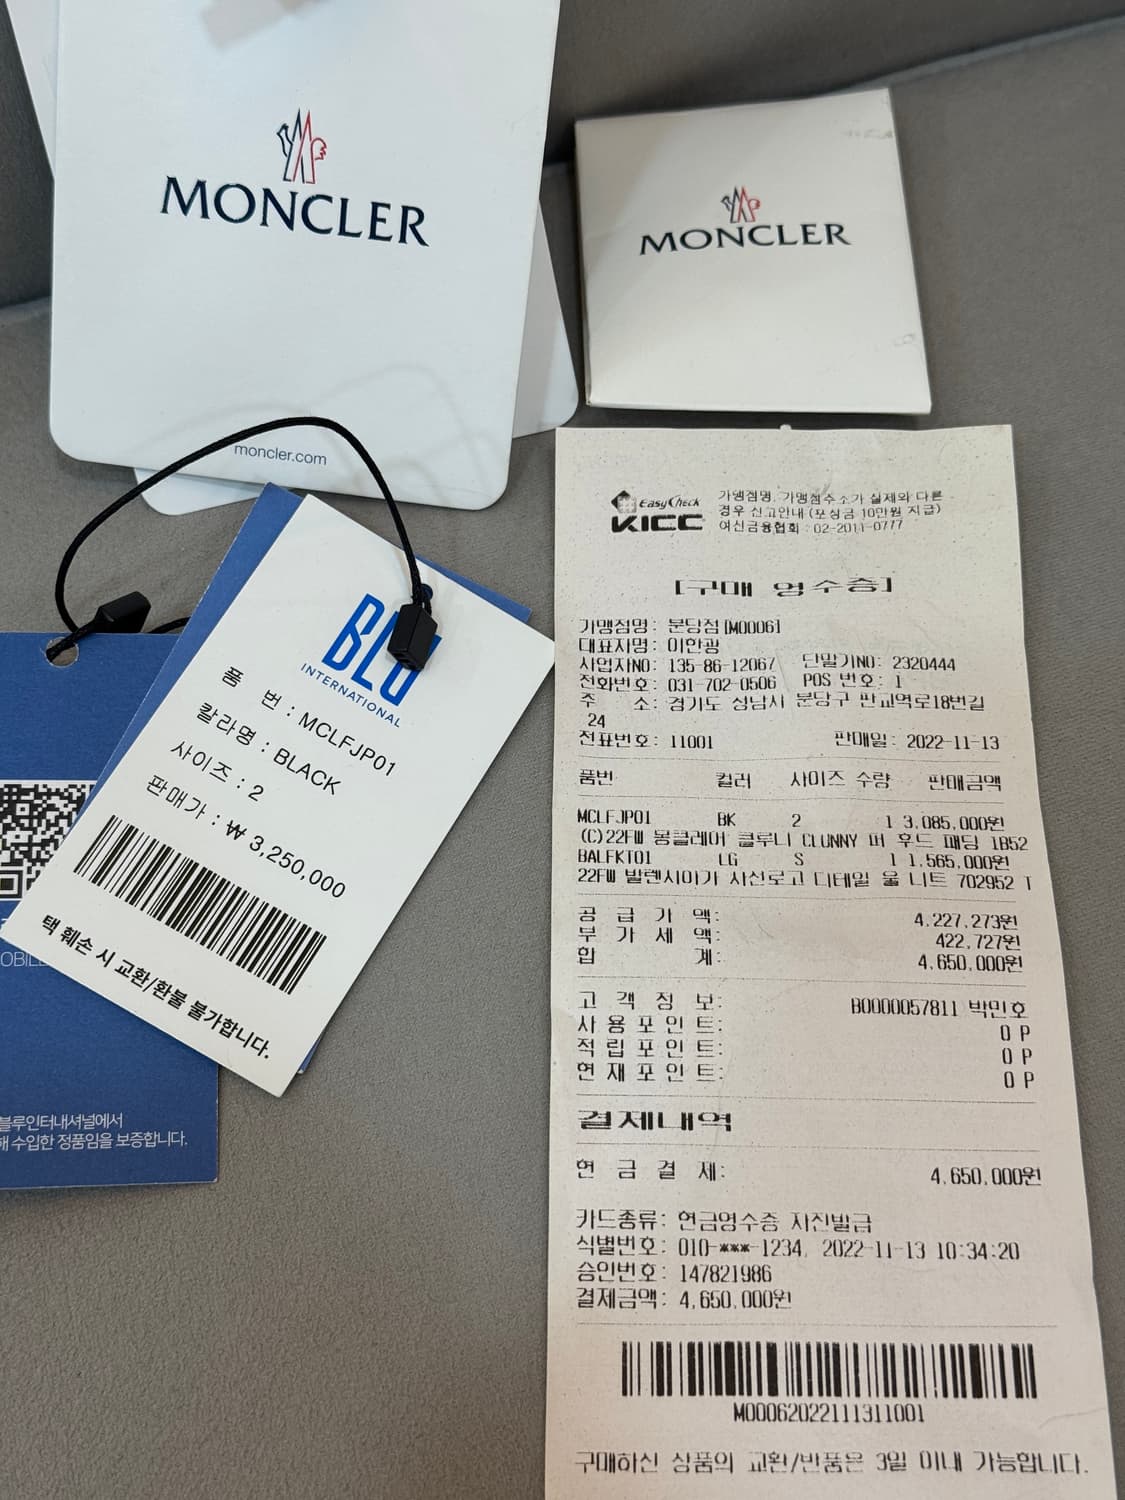 MONCLER
moncler.com
MONCLER
BLU
INTERNATIONAL
품 번 : MCLFJP01
칼라명 : BLACK
사이즈 : 2
판매가 : ₩ 3,250,000
택 훼손 시 교환/환불 불가합니다.
블루인터내셔널에서
수입한 정품임을 보증합니다.
EasyCheck
KICC
가맹점명, 가맹점주소가 실제와 다른
경우 신고안내 (포상금 10만원 지급)
여신금융협회 : 02-2011-0777
[구매 영수증]
가맹점명: 분당점[M0006]
대표자명: 이한광
사업자NO: 135-86-12067 단말기NO: 2320444
전화번호: 031-702-0506 POS 번호: 1
주 소: 경기도 성남시 분당구 판교역로18번길
24
전표번호: 11001 판매일: 2022-11-13
품번 컬러 사이즈 수량 판매금액
MCLFJP01 BK 2 1 3,085,000원
(C)22FW 몽클레어 클루니 CLUNNY 퍼 후드 패딩 1B52
BALFKT01 LG S 1 1,565,000원
22FW 발렌시아가 사선로고 디테일 울 니트 702952 T
공 급 가 액: 4,227,273원
부 가 세 액: 422,727원
합 계: 4,650,000원
고 객 정 보: B0000057811 박민호
사 용 포 인 트: 0 P
적 립 포 인 트: 0 P
현 재 포 인 트: 0 P
결제내역
현 금 결 제: 4,650,000원
카드종류: 현금영수증 자진발급
식별번호: 010-***-1234, 2022-11-13 10:34:20
승인번호: 147821986
결제금액: 4,650,000원
M00062022111311001
구매하신 상품의 교환/반품은 3일 이내 가능합니다.